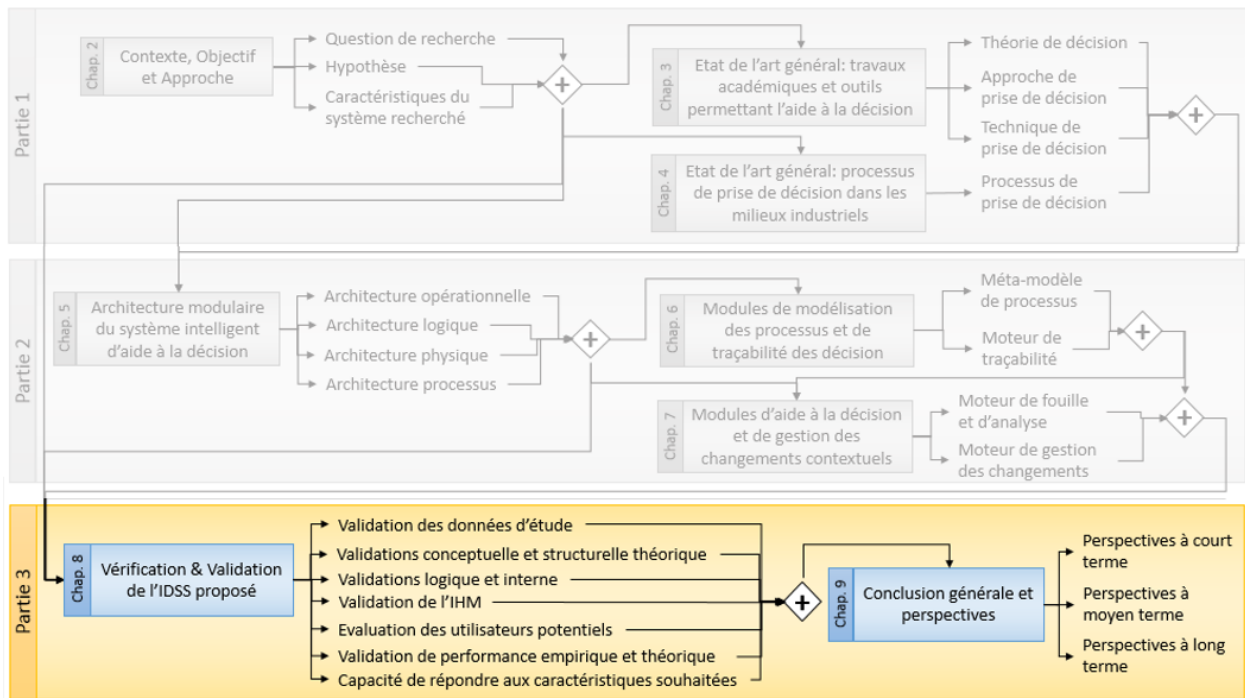 Partie 1
Chap. 2
Contexte, Objectif
et Approche
Question de recherche
Hypothèse
Caractéristiques du
système recherché
Chap. 3
Etat de l'art général: travaux
académiques et outils
permettant l'aide à la décision
Théorie de décision
Approche de
prise de décision
Technique de
prise de décision
Chap. 4
Etat de l'art général: processus
de prise de décision dans les
milieux industriels
Processus de
prise de décision
Partie 2
Chap. 5
Architecture modulaire
du système intelligent
d'aide à la décision
Architecture opérationnelle
Architecture logique
Architecture physique
Architecture processus
Chap. 6
Modules de modélisation
des processus et de
traçabilité des décision
Méta-modèle
de processus
Moteur de
traçabilité
Chap. 7
Modules d'aide à la décision
et de gestion des
changements contextuels
Moteur de fouille
et d'analyse
Moteur de gestion
des changements
Partie 3
Chap. 8
Vérification & Validation
de l'IDSS proposé
Validation des données d'étude
Validations conceptuelle et structurelle théorique
Validations logique et interne
Validation de l'IHM
Evaluation des utilisateurs potentiels
Validation de performance empirique et théorique
Capacité de répondre aux caractéristiques souhaitées
Chap. 9
Conclusion générale et
perspectives
Perspectives à court
terme
Perspectives à
moyen terme
Perspectives à long
terme